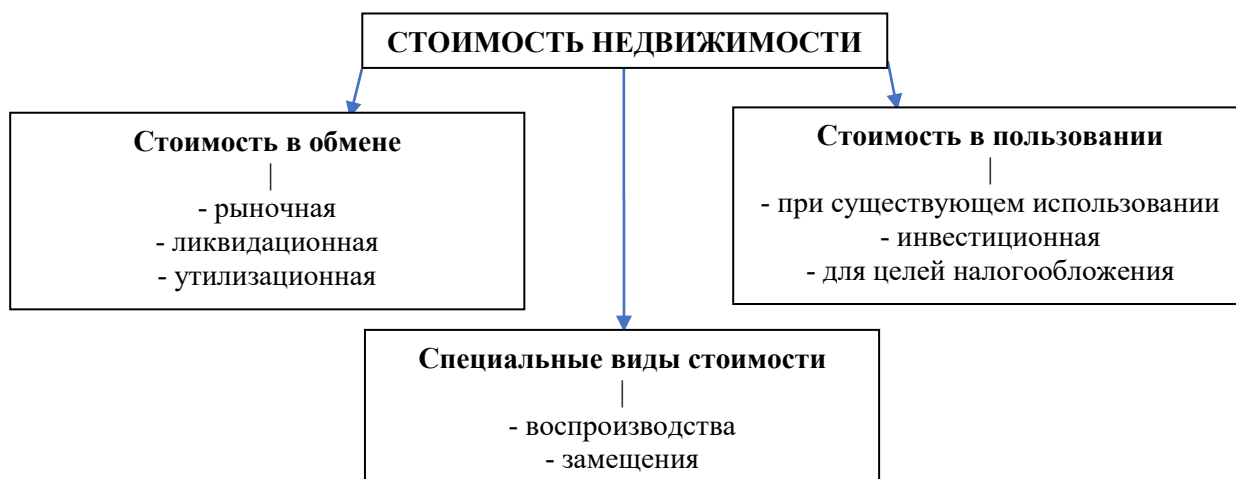 СТОИМОСТЬ НЕДВИЖИМОСТИ
Стоимость в обмене
|
- рыночная
- ликвидационная
- утилизационная
Стоимость в пользовании
|
- при существующем использовании
- инвестиционная
- для целей налогообложения
Специальные виды стоимости
|
- воспроизводства
- замещения